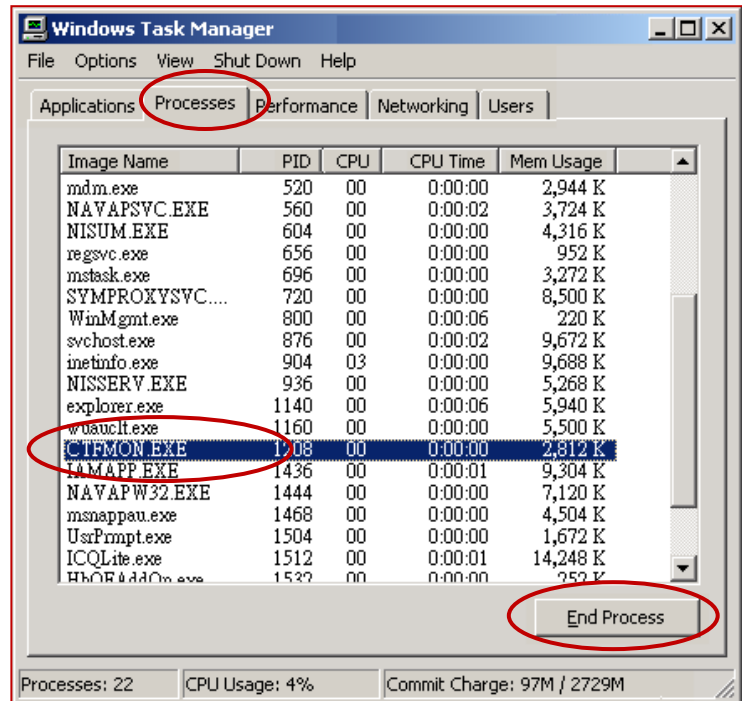 Windows Task Manager
File Options View Shut Down Help
Applications Processes Performance Networking Users
Image Name PID CPU CPU Time Mem Usage
mdm.exe 520 00 0:00:00 2,944 K
NAVAPSVC.EXE 560 00 0:00:02 3,724 K
NISUM.EXE 604 00 0:00:00 4,316 K
regsvc.exe 656 00 0:00:00 952 K
mstask.exe 696 00 0:00:00 3,272 K
SYMPROXYSVC.... 720 00 0:00:00 8,500 K
WinMgmt.exe 800 00 0:00:06 220 K
svchost.exe 876 00 0:00:02 9,672 K
inetinfo.exe 904 03 0:00:00 9,688 K
NISSERV.EXE 936 00 0:00:00 5,268 K
explorer.exe 1140 00 0:00:06 5,940 K
wuauclt.exe 1160 00 0:00:00 5,500 K
CTFMON.EXE 1208 00 0:00:00 2,812 K
IAMAPP.EXE 1436 00 0:00:01 9,304 K
NAVAPW32.EXE 1444 00 0:00:00 7,120 K
msnappau.exe 1468 00 0:00:00 4,504 K
UsrPrmpt.exe 1504 00 0:00:00 1,672 K
ICQLite.exe 1512 00 0:00:01 14,248 K
HbOEAddOn.exe 1532 00 0:00:00 252 K
End Process
Processes: 22 CPU Usage: 4% Commit Charge: 97M / 2729M